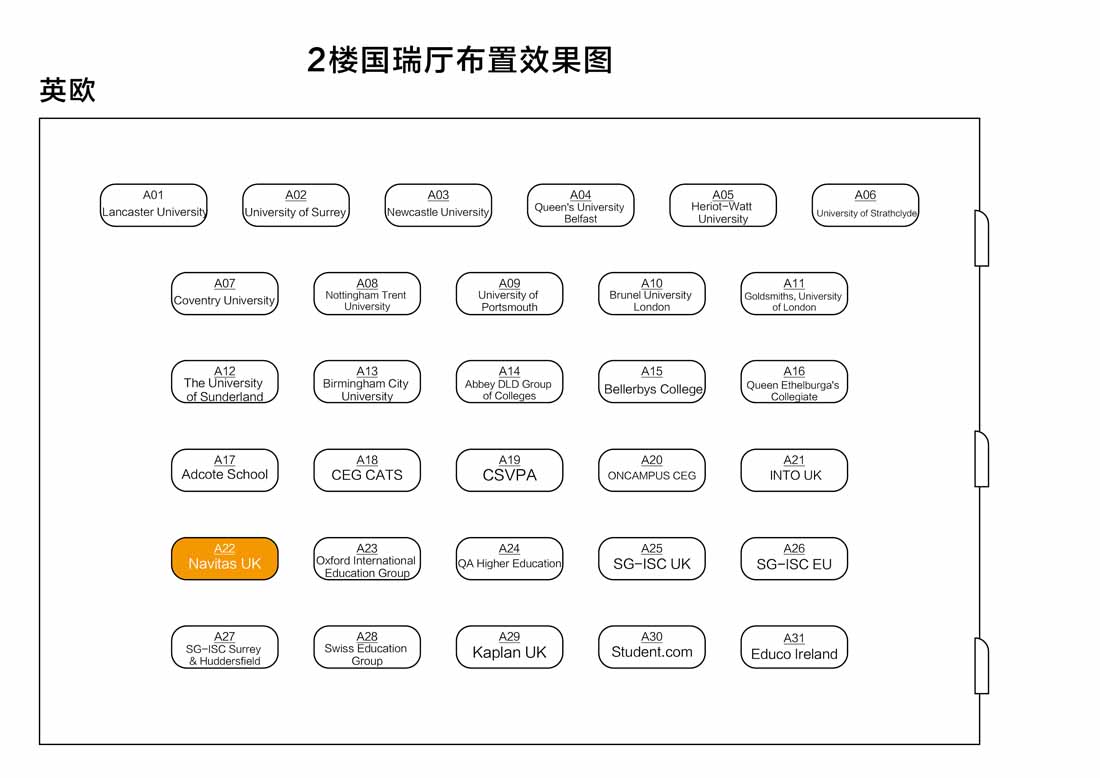 2楼国瑞厅布置效果图
英欧
A01
Lancaster University
A02
University of Surrey
A03
Newcastle University
A04
Queen's University
Belfast
A05
Heriot-Watt
University
A06
University of Strathclyde
A07
Coventry University
A08
Nottingham Trent
University
A09
University of
Portsmouth
A10
Brunel University
London
A11
Goldsmiths, University
of London
A12
The University
of Sunderland
A13
Birmingham City
University
A14
Abbey DLD Group
of Colleges
A15
Bellerbys College
A16
Queen Ethelburga's
Collegiate
A17
Adcote School
A18
CEG CATS
A19
CSVPA
A20
ONCAMPUS CEG
A21
INTO UK
A22
Navitas UK
A23
Oxford International
Education Group
A24
QA Higher Education
A25
SG-ISC UK
A26
SG-ISC EU
A27
SG-ISC Surrey
& Huddersfield
A28
Swiss Education
Group
A29
Kaplan UK
A30
Student.com
A31
Educo Ireland